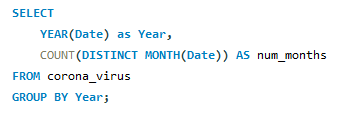 SELECT
YEAR(Date) as Year,
COUNT(DISTINCT MONTH(Date)) AS num_months
FROM corona_virus
GROUP BY Year;